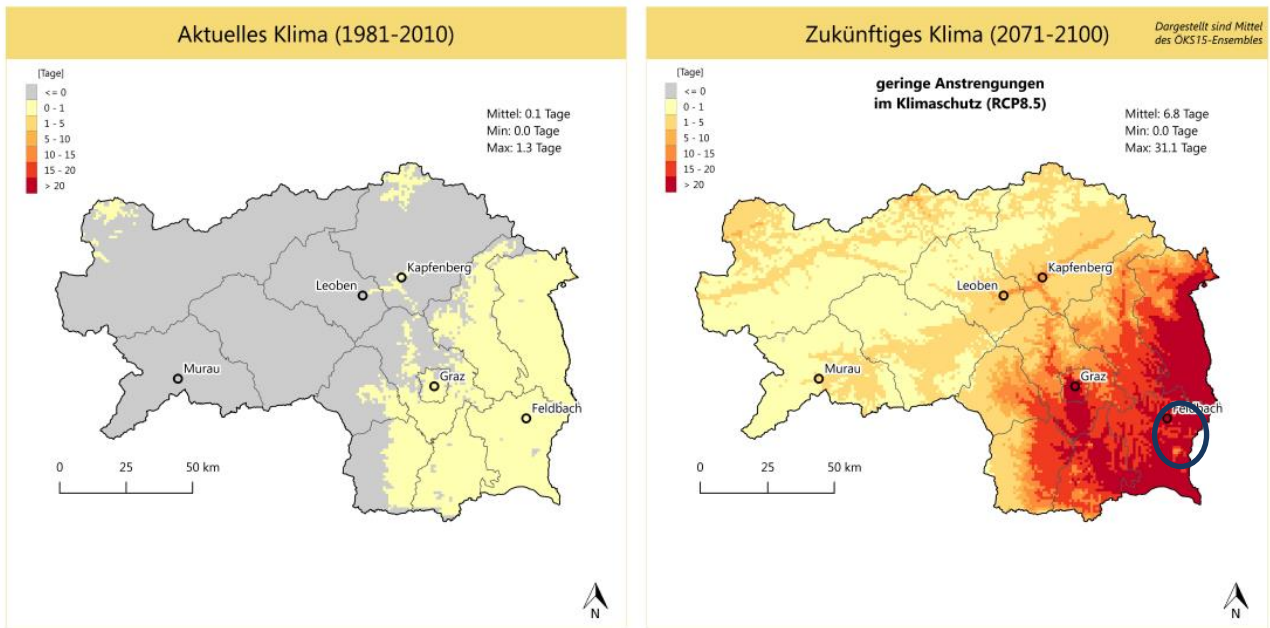 Aktuelles Klima (1981-2010)
[Tage]
<= 0
0 - 1
1 - 5
5 - 10
10 - 15
15 - 20
> 20
Mittel: 0.1 Tage
Min: 0.0 Tage
Max: 1.3 Tage
Kapfenberg
Leoben
Murau
Graz
Feldbach
0 25 50 km
N
Zukünftiges Klima (2071-2100)
Dargestellt sind Mittel
des ÖKS15-Ensembles
[Tage]
<= 0
0 - 1
1 - 5
5 - 10
10 - 15
15 - 20
> 20
geringe Anstrengungen
im Klimaschutz (RCP8.5)
Mittel: 6.8 Tage
Min: 0.0 Tage
Max: 31.1 Tage
Kapfenberg
Leoben
Murau
Graz
Feldbach
0 25 50 km
N